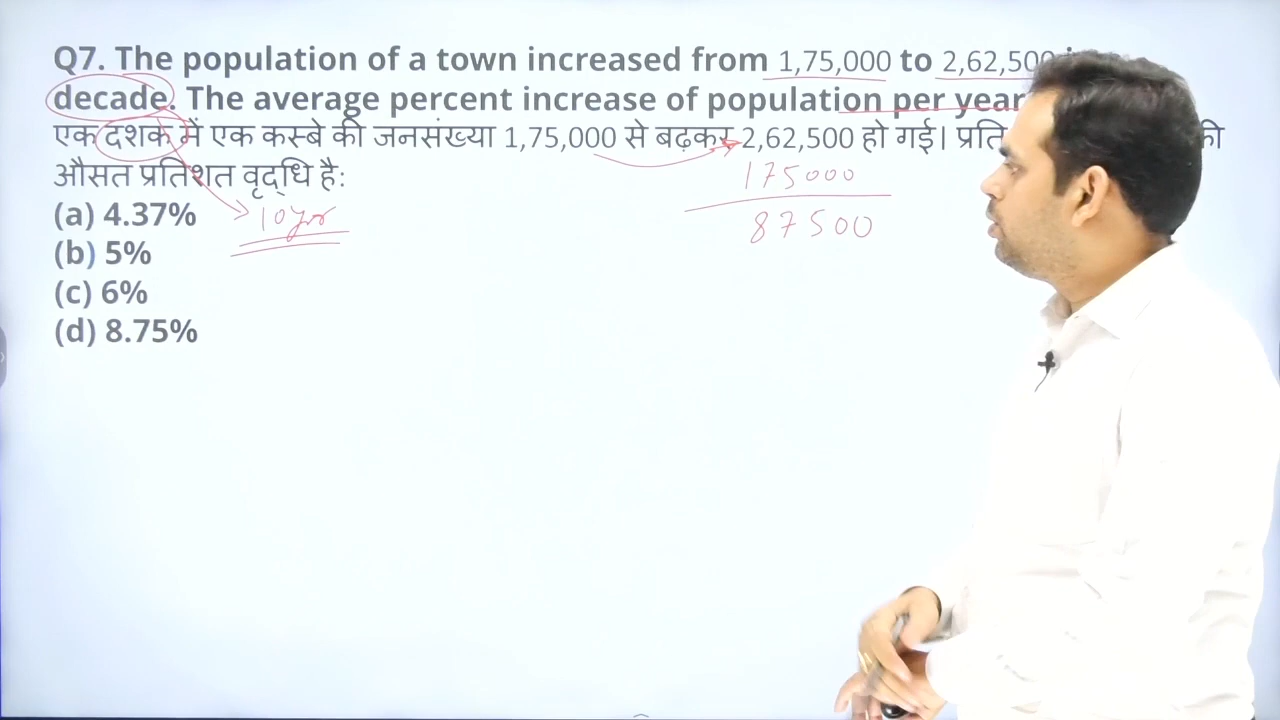 Q7. The population of a town increased from 1,75,000 to 2,62,500
decade. The average percent increase of population per year
एक दशक में एक कस्बे की जनसंख्या 1,75,000 से बढ़कर 2,62,500 हो गई। प्रति की
औसत प्रतिशत वृद्धि है:
175000
87500
(a) 4.37%
10yr
(b) 5%
(c) 6%
(d) 8.75%